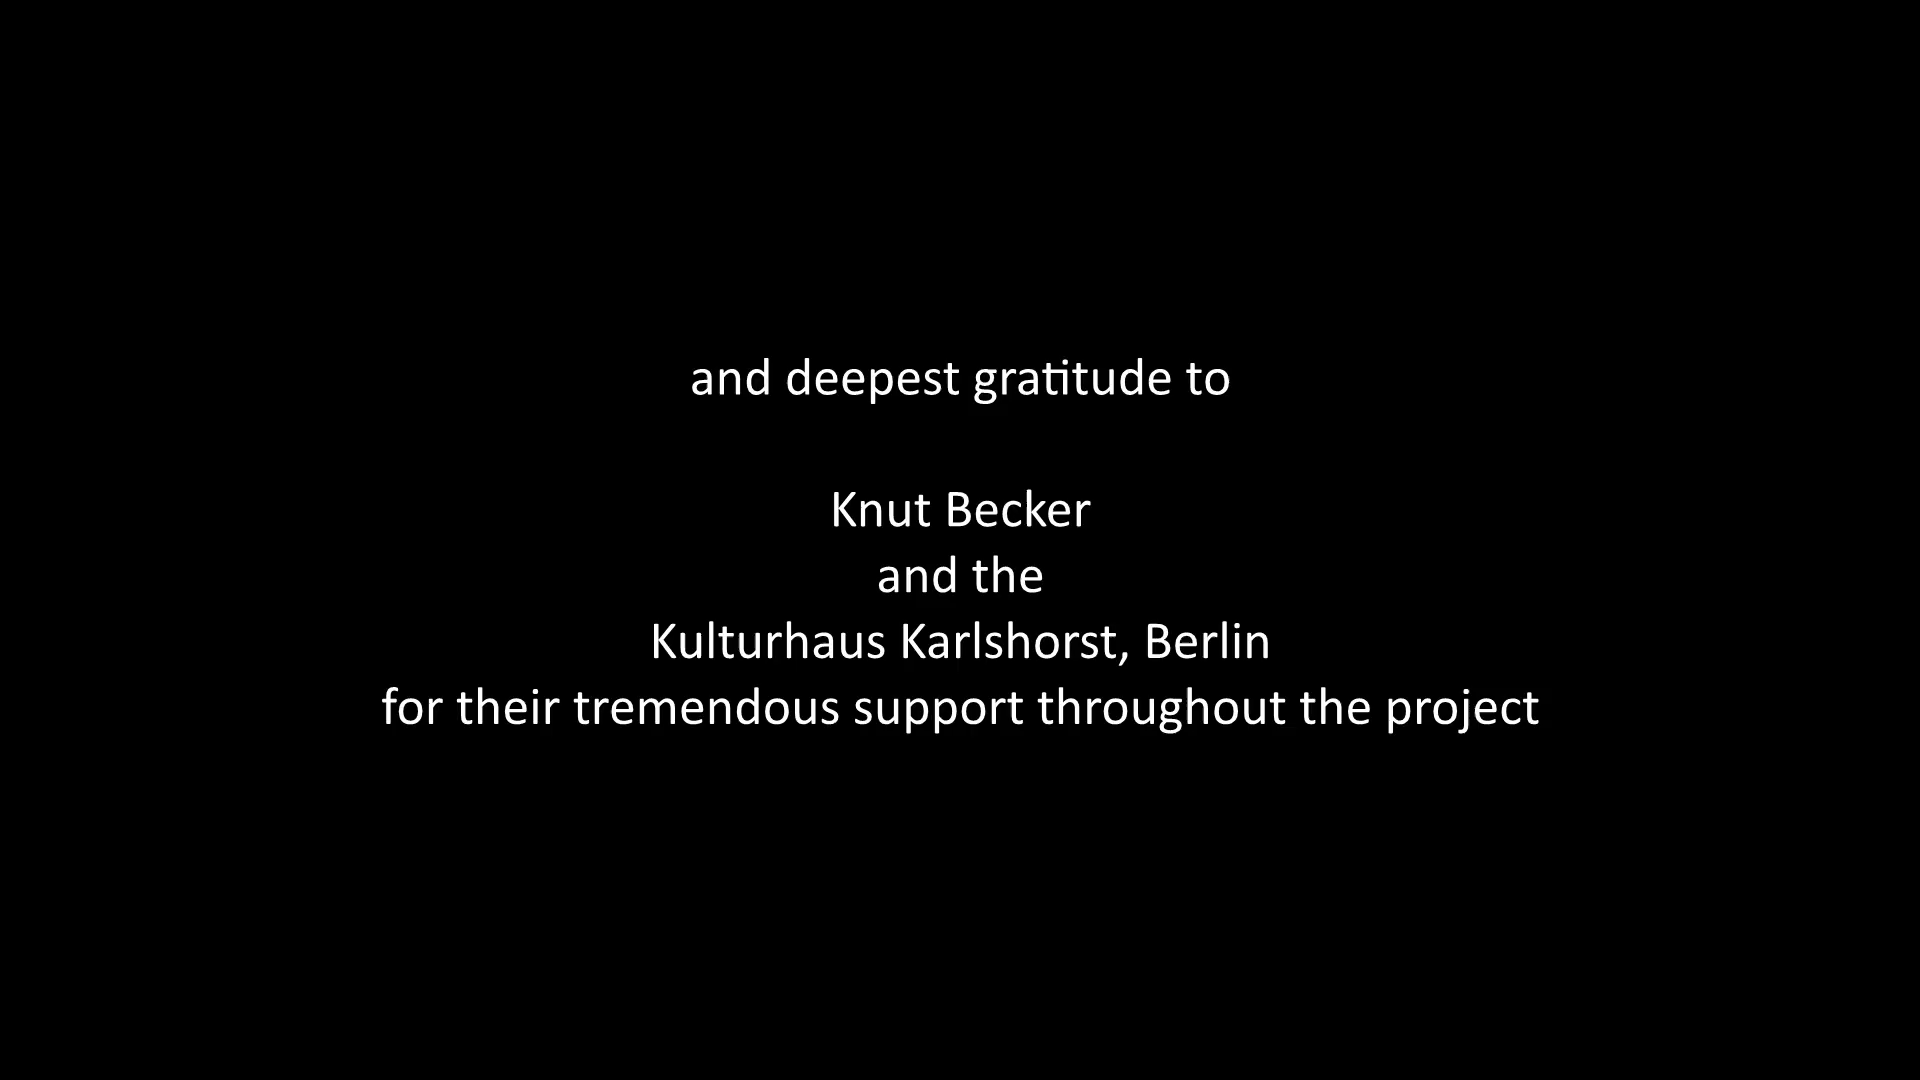 and deepest gratitude to
Knut Becker
and the
Kulturhaus Karlshorst, Berlin
for their tremendous support throughout the project